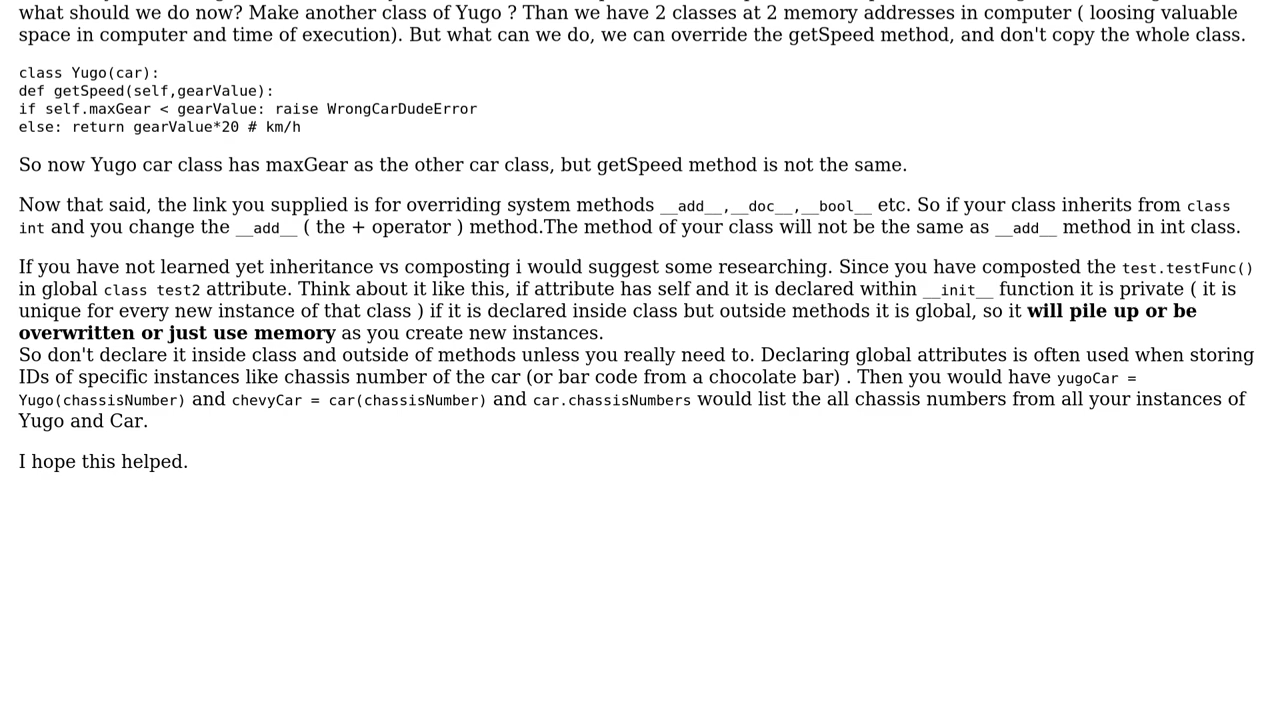 what should we do now? Make another class of Yugo ? Than we have 2 classes at 2 memory addresses in computer ( loosing valuable
space in computer and time of execution). But what can we do, we can override the getSpeed method, and don't copy the whole class.
class Yugo(car):
def getSpeed(self,gearValue):
if self.maxGear < gearValue: raise WrongCarDudeError
else: return gearValue*20 # km/h
So now Yugo car class has maxGear as the other car class, but getSpeed method is not the same.
Now that said, the link you supplied is for overriding system methods __add__,__doc__,__bool__ etc. So if your class inherits from class
int and you change the __add__ ( the + operator ) method.The method of your class will not be the same as __add__ method in int class.
If you have not learned yet inheritance vs composting i would suggest some researching. Since you have composted the test.testFunc()
in global class test2 attribute. Think about it like this, if attribute has self and it is declared within __init__ function it is private ( it is
unique for every new instance of that class ) if it is declared inside class but outside methods it is global, so it will pile up or be
overwritten or just use memory as you create new instances.
So don't declare it inside class and outside of methods unless you really need to. Declaring global attributes is often used when storing
IDs of specific instances like chassis number of the car (or bar code from a chocolate bar) . Then you would have yugoCar =
Yugo(chassisNumber) and chevyCar = car(chassisNumber) and car.chassisNumbers would list the all chassis numbers from all your instances of
Yugo and Car.
I hope this helped.